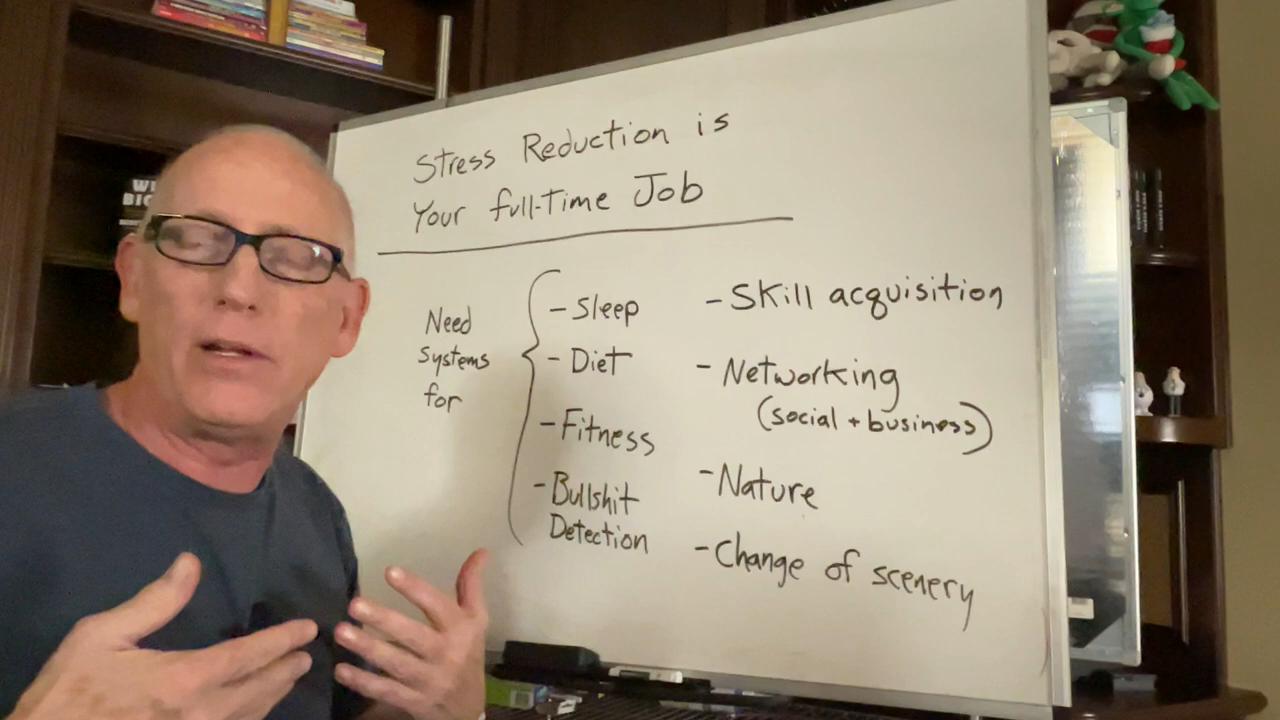 Stress Reduction is
Your full-Time Job
Need
Systems
for
- Sleep
- Diet
- Fitness
- Bullshit
Detection
- Skill acquisition
- Networking
(social + business)
- Nature
- Change of scenery